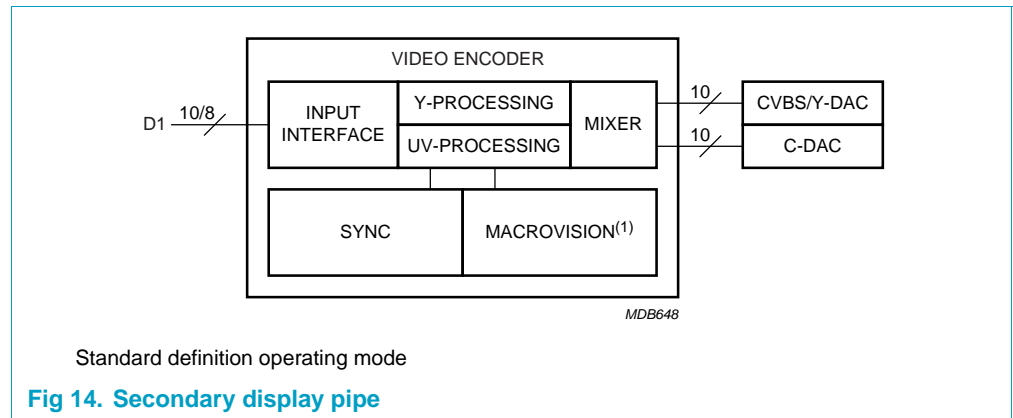 VIDEO ENCODER
D1
10/8
INPUT
INTERFACE
Y-PROCESSING
UV-PROCESSING
MIXER
10
CVBS/Y-DAC
10
C-DAC
SYNC
MACROVISION(1)
MDB648
Standard definition operating mode
Fig 14. Secondary display pipe